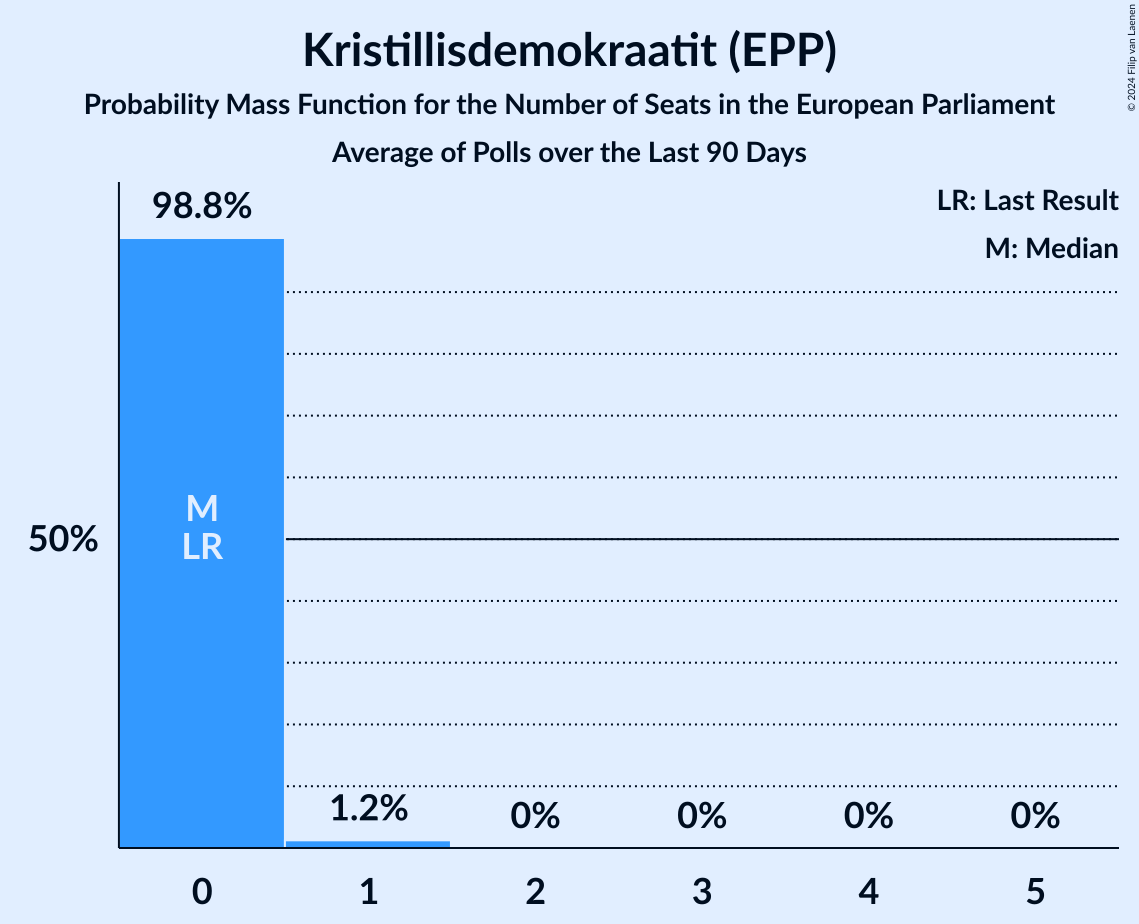 Kristillisdemokraatit (EPP)
Probability Mass Function for the Number of Seats in the European Parliament
Average of Polls over the Last 90 Days
© 2024 Filip van Laenen
LR: Last Result
M: Median
98.8%
M
LR
50%
1.2%
0%
0%
0%
0%
0
1
2
3
4
5